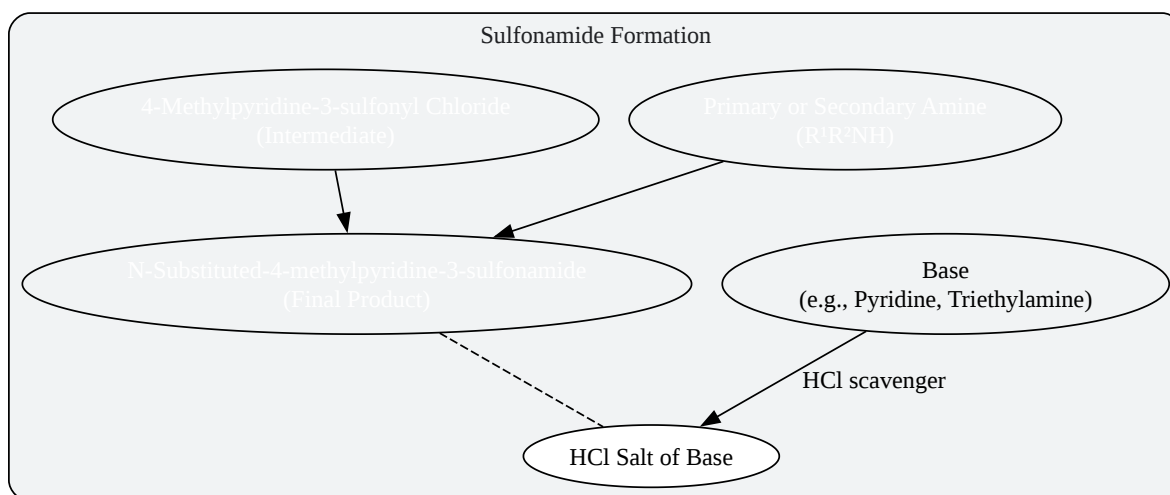 Sulfonamide Formation
4-Methylpyridine-3-sulfonyl Chloride
(Intermediate)
Primary or Secondary Amine
(R¹R²NH)
N-Substituted-4-methylpyridine-3-sulfonamide
(Final Product)
Base
(e.g., Pyridine, Triethylamine)
HCl scavenger
HCl Salt of Base